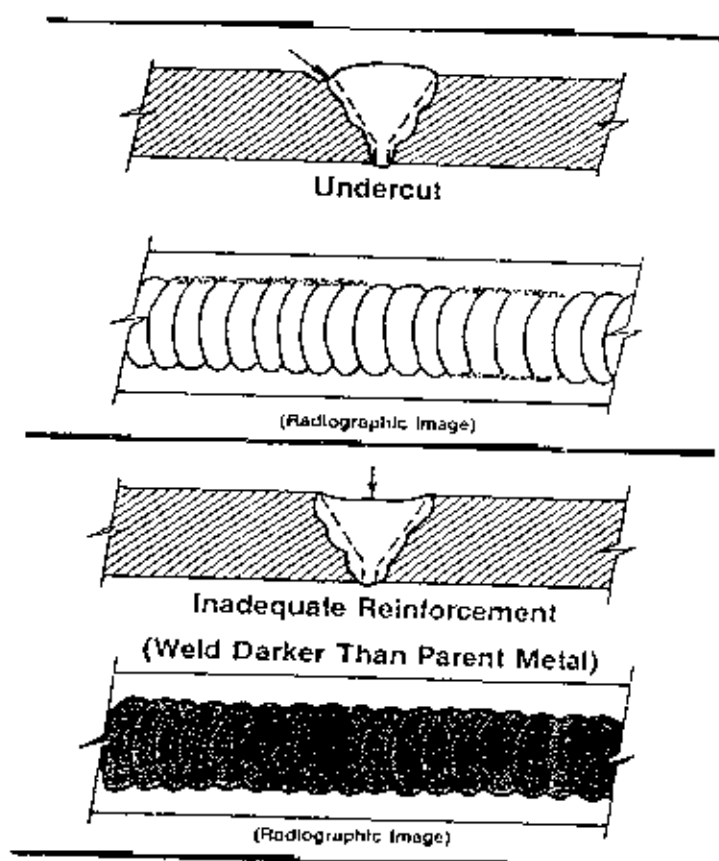 Undercut
(Radiographic Image)
Inadequate Reinforcement
(Weld Darker Than Parent Metal)
(Radiographic Image)